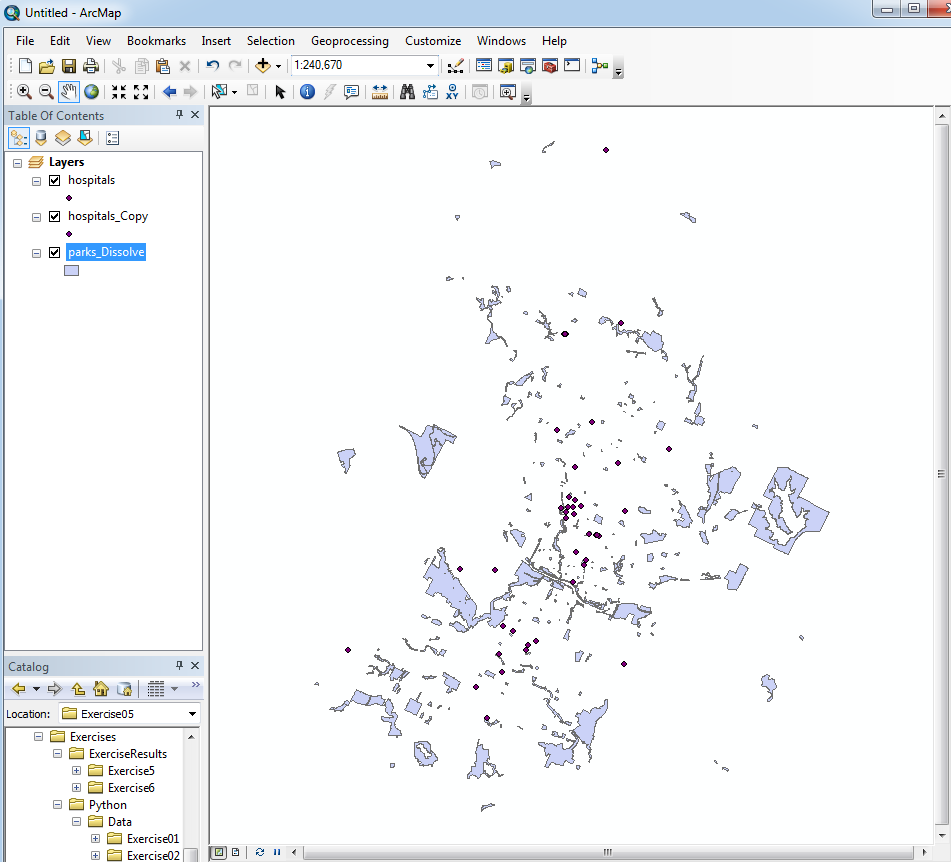 Untitled - ArcMap
File Edit View Bookmarks Insert Selection Geoprocessing Customize Windows Help
1:240,670
Table Of Contents
Layers
hospitals
hospitals_Copy
parks_Dissolve
Catalog
Location: Exercise05
Exercises
ExerciseResults
Exercise5
Exercise6
Python
Data
Exercise01
Exercise02